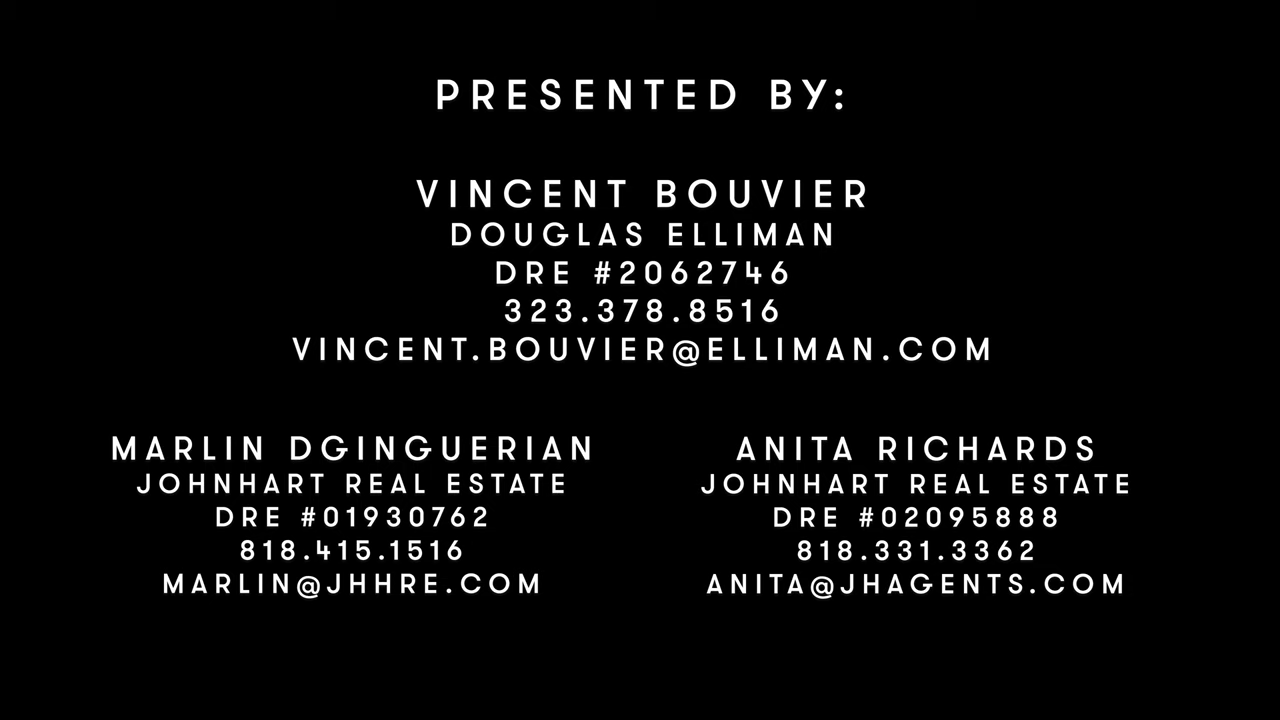 PRESENTED BY:
VINCENT BOUVIER
DOUGLAS ELLIMAN
DRE #2062746
323.378.8516
VINCENT.BOUVIER@ELLIMAN.COM
MARLIN DGINGUERIAN
JOHNHART REAL ESTATE
DRE #01930762
818.415.1516
MARLIN@JHHRE.COM
ANITA RICHARDS
JOHNHART REAL ESTATE
DRE #02095888
818.331.3362
ANITA@JHAGENTS.COM